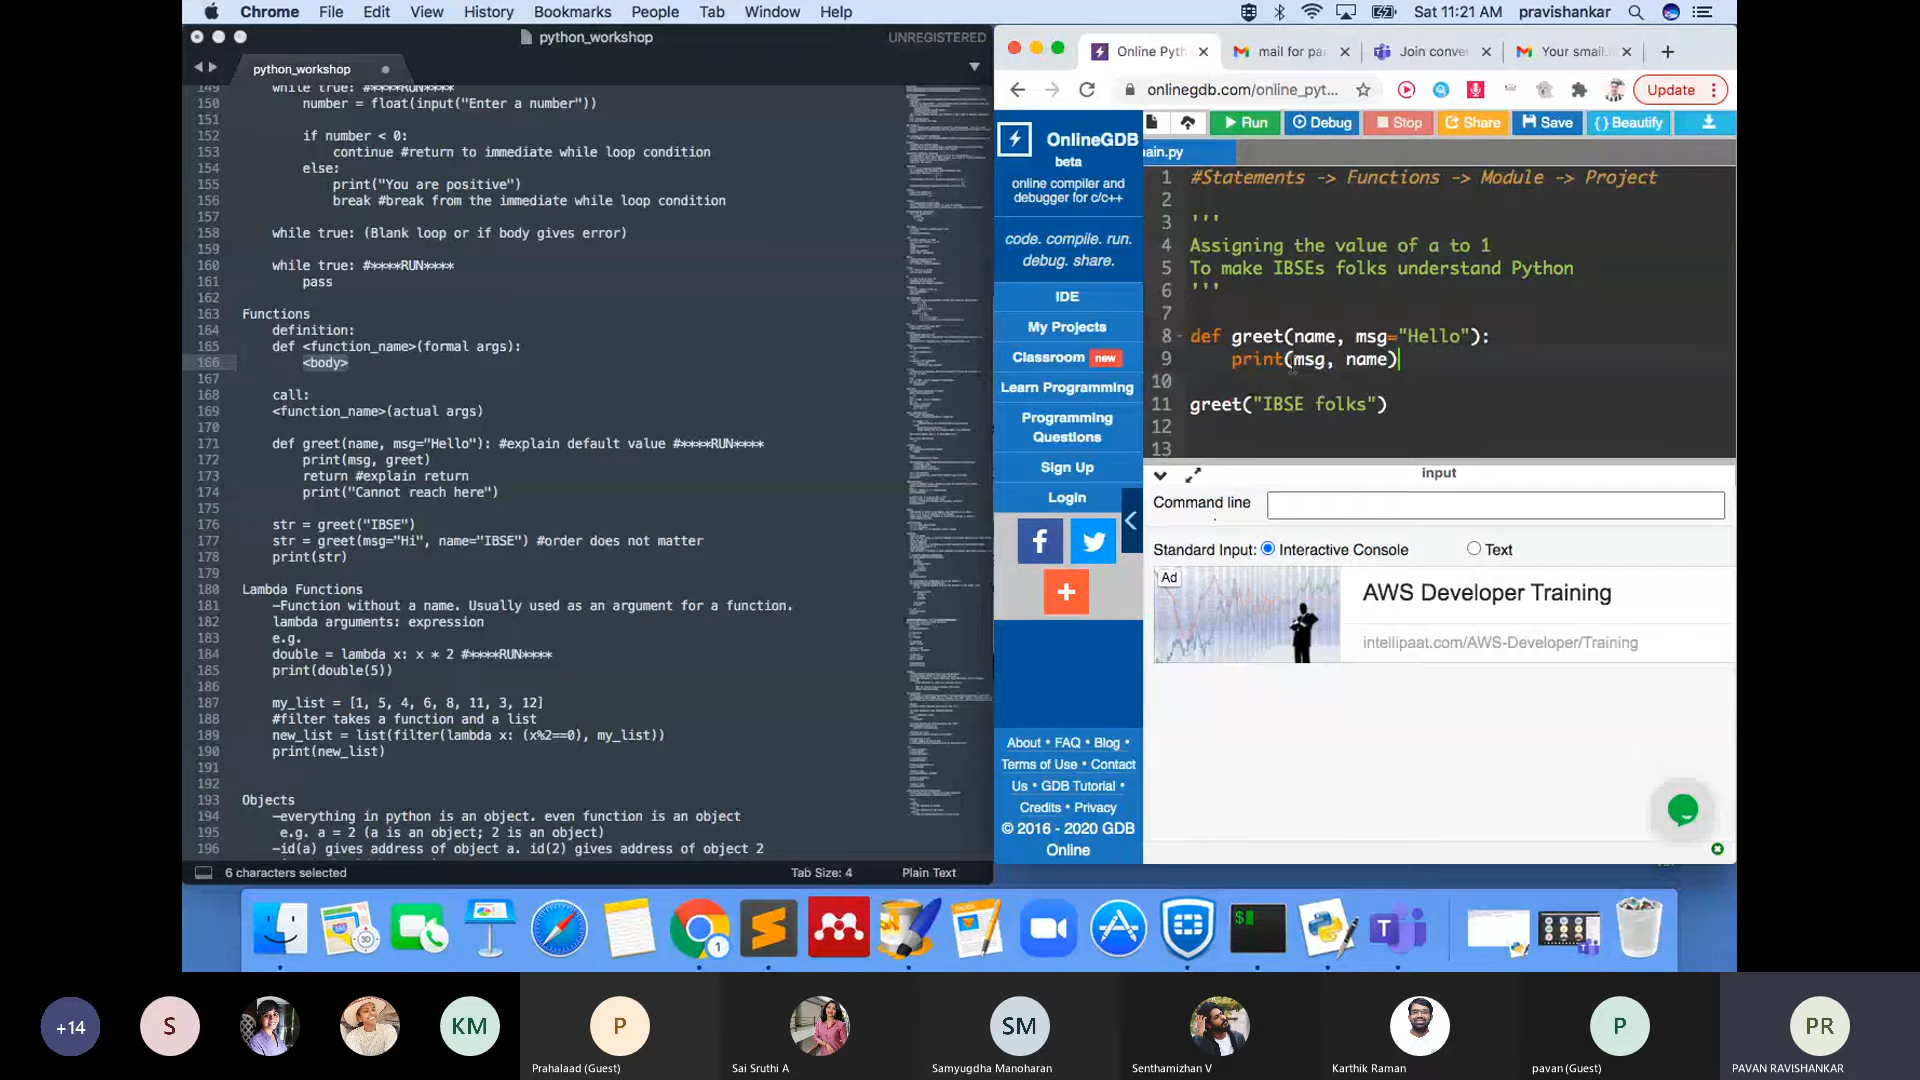 Chrome File Edit View History Bookmarks People Tab Window Help
Sat 11:21 AM pravishankar
python_workshop
UNREGISTERED
python_workshop
149 while true: #****RUN****
150 number = float(input("Enter a number"))
151
152 if number < 0:
153 continue #return to immediate while loop condition
154 else:
155 print("You are positive")
156 break #break from the immediate while loop condition
157
158 while true: (Blank loop or if body gives error)
159
160 while true: #****RUN****
161 pass
162
163 Functions
164 definition:
165 def <function_name>(formal args):
166 <body>
167
168 call:
169 <function_name>(actual args)
170
171 def greet(name, msg="Hello"): #explain default value #****RUN****
172 print(msg, greet)
173 return #explain return
174 print("Cannot reach here")
175
176 str = greet("IBSE")
177 str = greet(msg="Hi", name="IBSE") #order does not matter
178 print(str)
179
180 Lambda Functions
181 -Function without a name. Usually used as an argument for a function.
182 lambda arguments: expression
183 e.g.
184 double = lambda x: x * 2 #****RUN****
185 print(double(5))
186
187 my_list = [1, 5, 4, 6, 8, 11, 3, 12]
188 #filter takes a function and a list
189 new_list = list(filter(lambda x: (x%2==0), my_list))
190 print(new_list)
191
192
193 Objects
194 -everything in python is an object. even function is an object
195 e.g. a = 2 (a is an object; 2 is an object)
196 -id(a) gives address of object a. id(2) gives address of object 2
6 characters selected
Tab Size: 4
Plain Text
Online Pyth
mail for pa
Join conve
Your smail.
onlinegdb.com/online_pyt...
Update
OnlineGDB
beta
online compiler and
debugger for c/c++
code. compile. run.
debug. share.
IDE
My Projects
Classroom new
Learn Programming
Programming
Questions
Sign Up
Login
About • FAQ • Blog •
Terms of Use • Contact
Us • GDB Tutorial •
Credits • Privacy
© 2016 - 2020 GDB
Online
Run Debug Stop Share Save { } Beautify
ain.py
1 #Statements -> Functions -> Module -> Project
2
3 '''
4 Assigning the value of a to 1
5 To make IBSEs folks understand Python
6 '''
7
8 def greet(name, msg="Hello"):
9 print(msg, name)
10
11 greet("IBSE folks")
12
13
input
Command line
Standard Input: Interactive Console Text
Ad
AWS Developer Training
intellipaat.com/AWS-Developer/Training
+14
S
KM
P
SM
P
PR
Prahalaad (Guest)
Sai Sruthi A
Samyugdha Manoharan
Senthamizhan V
Karthik Raman
pavan (Guest)
PAVAN RAVISHANKAR